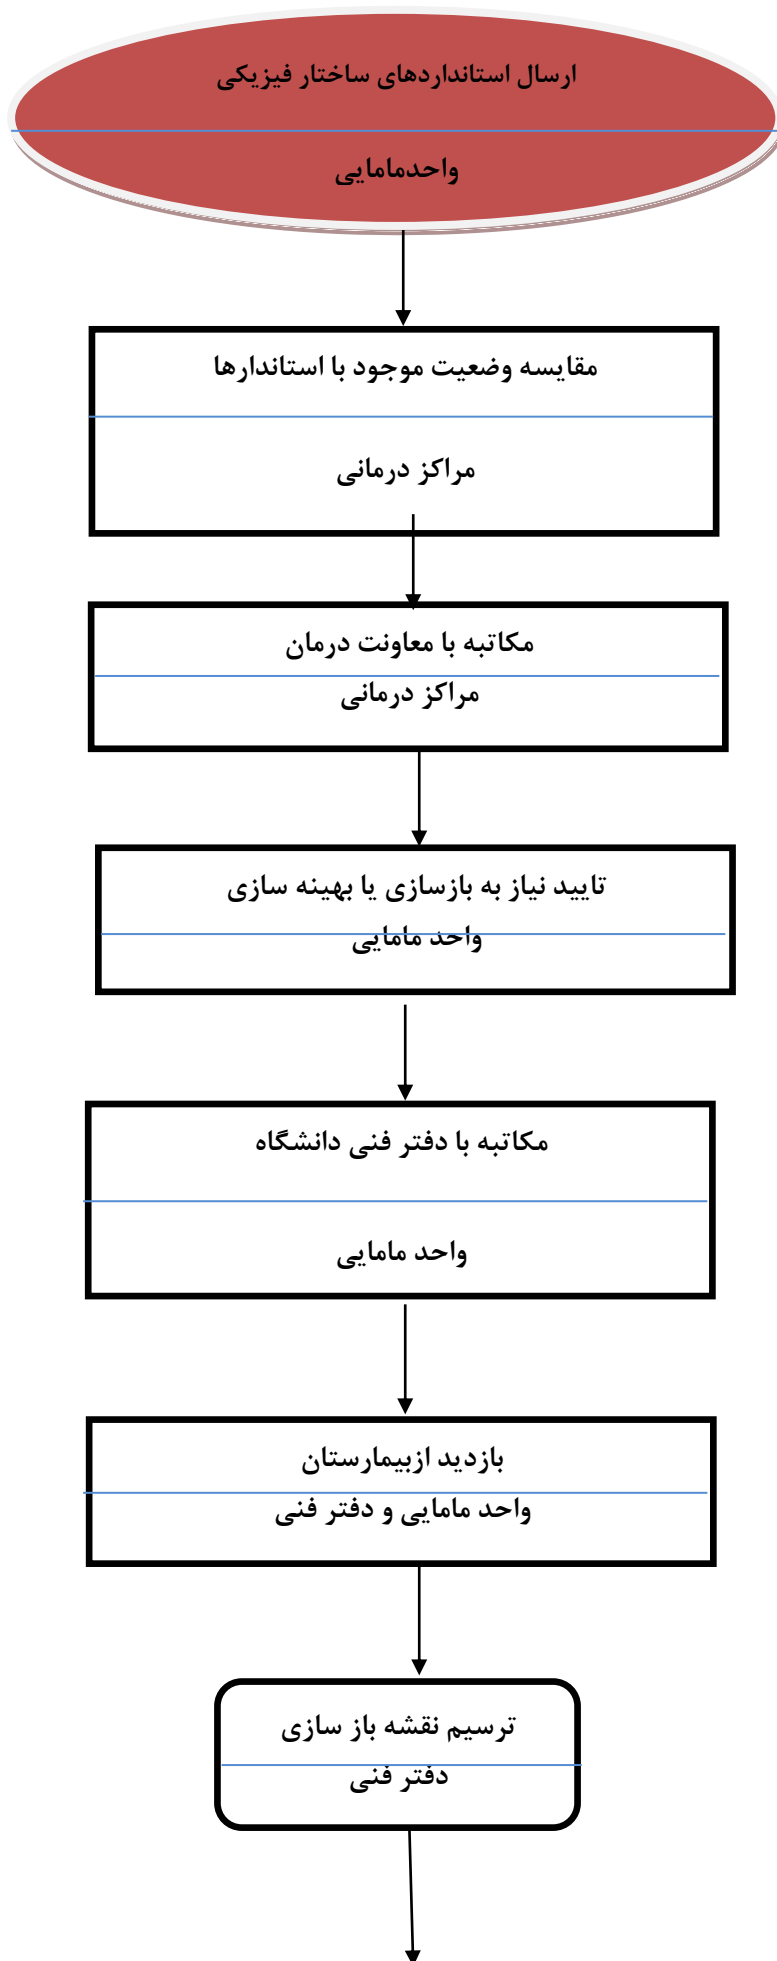 ارسال استانداردهای ساختار فیزیکی
واحدمامایی
مقایسه وضعیت موجود با استاندارها
مراکز درمانی
مکاتبه با معاونت درمان
مراکز درمانی
تایید نیاز به بازسازی یا بهینه سازی
واحد مامایی
مکاتبه با دفتر فنی دانشگاه
واحد مامایی
بازدید ازبیمارستان
واحد مامایی و دفتر فنی
ترسیم نقشه باز سازی
دفتر فنی